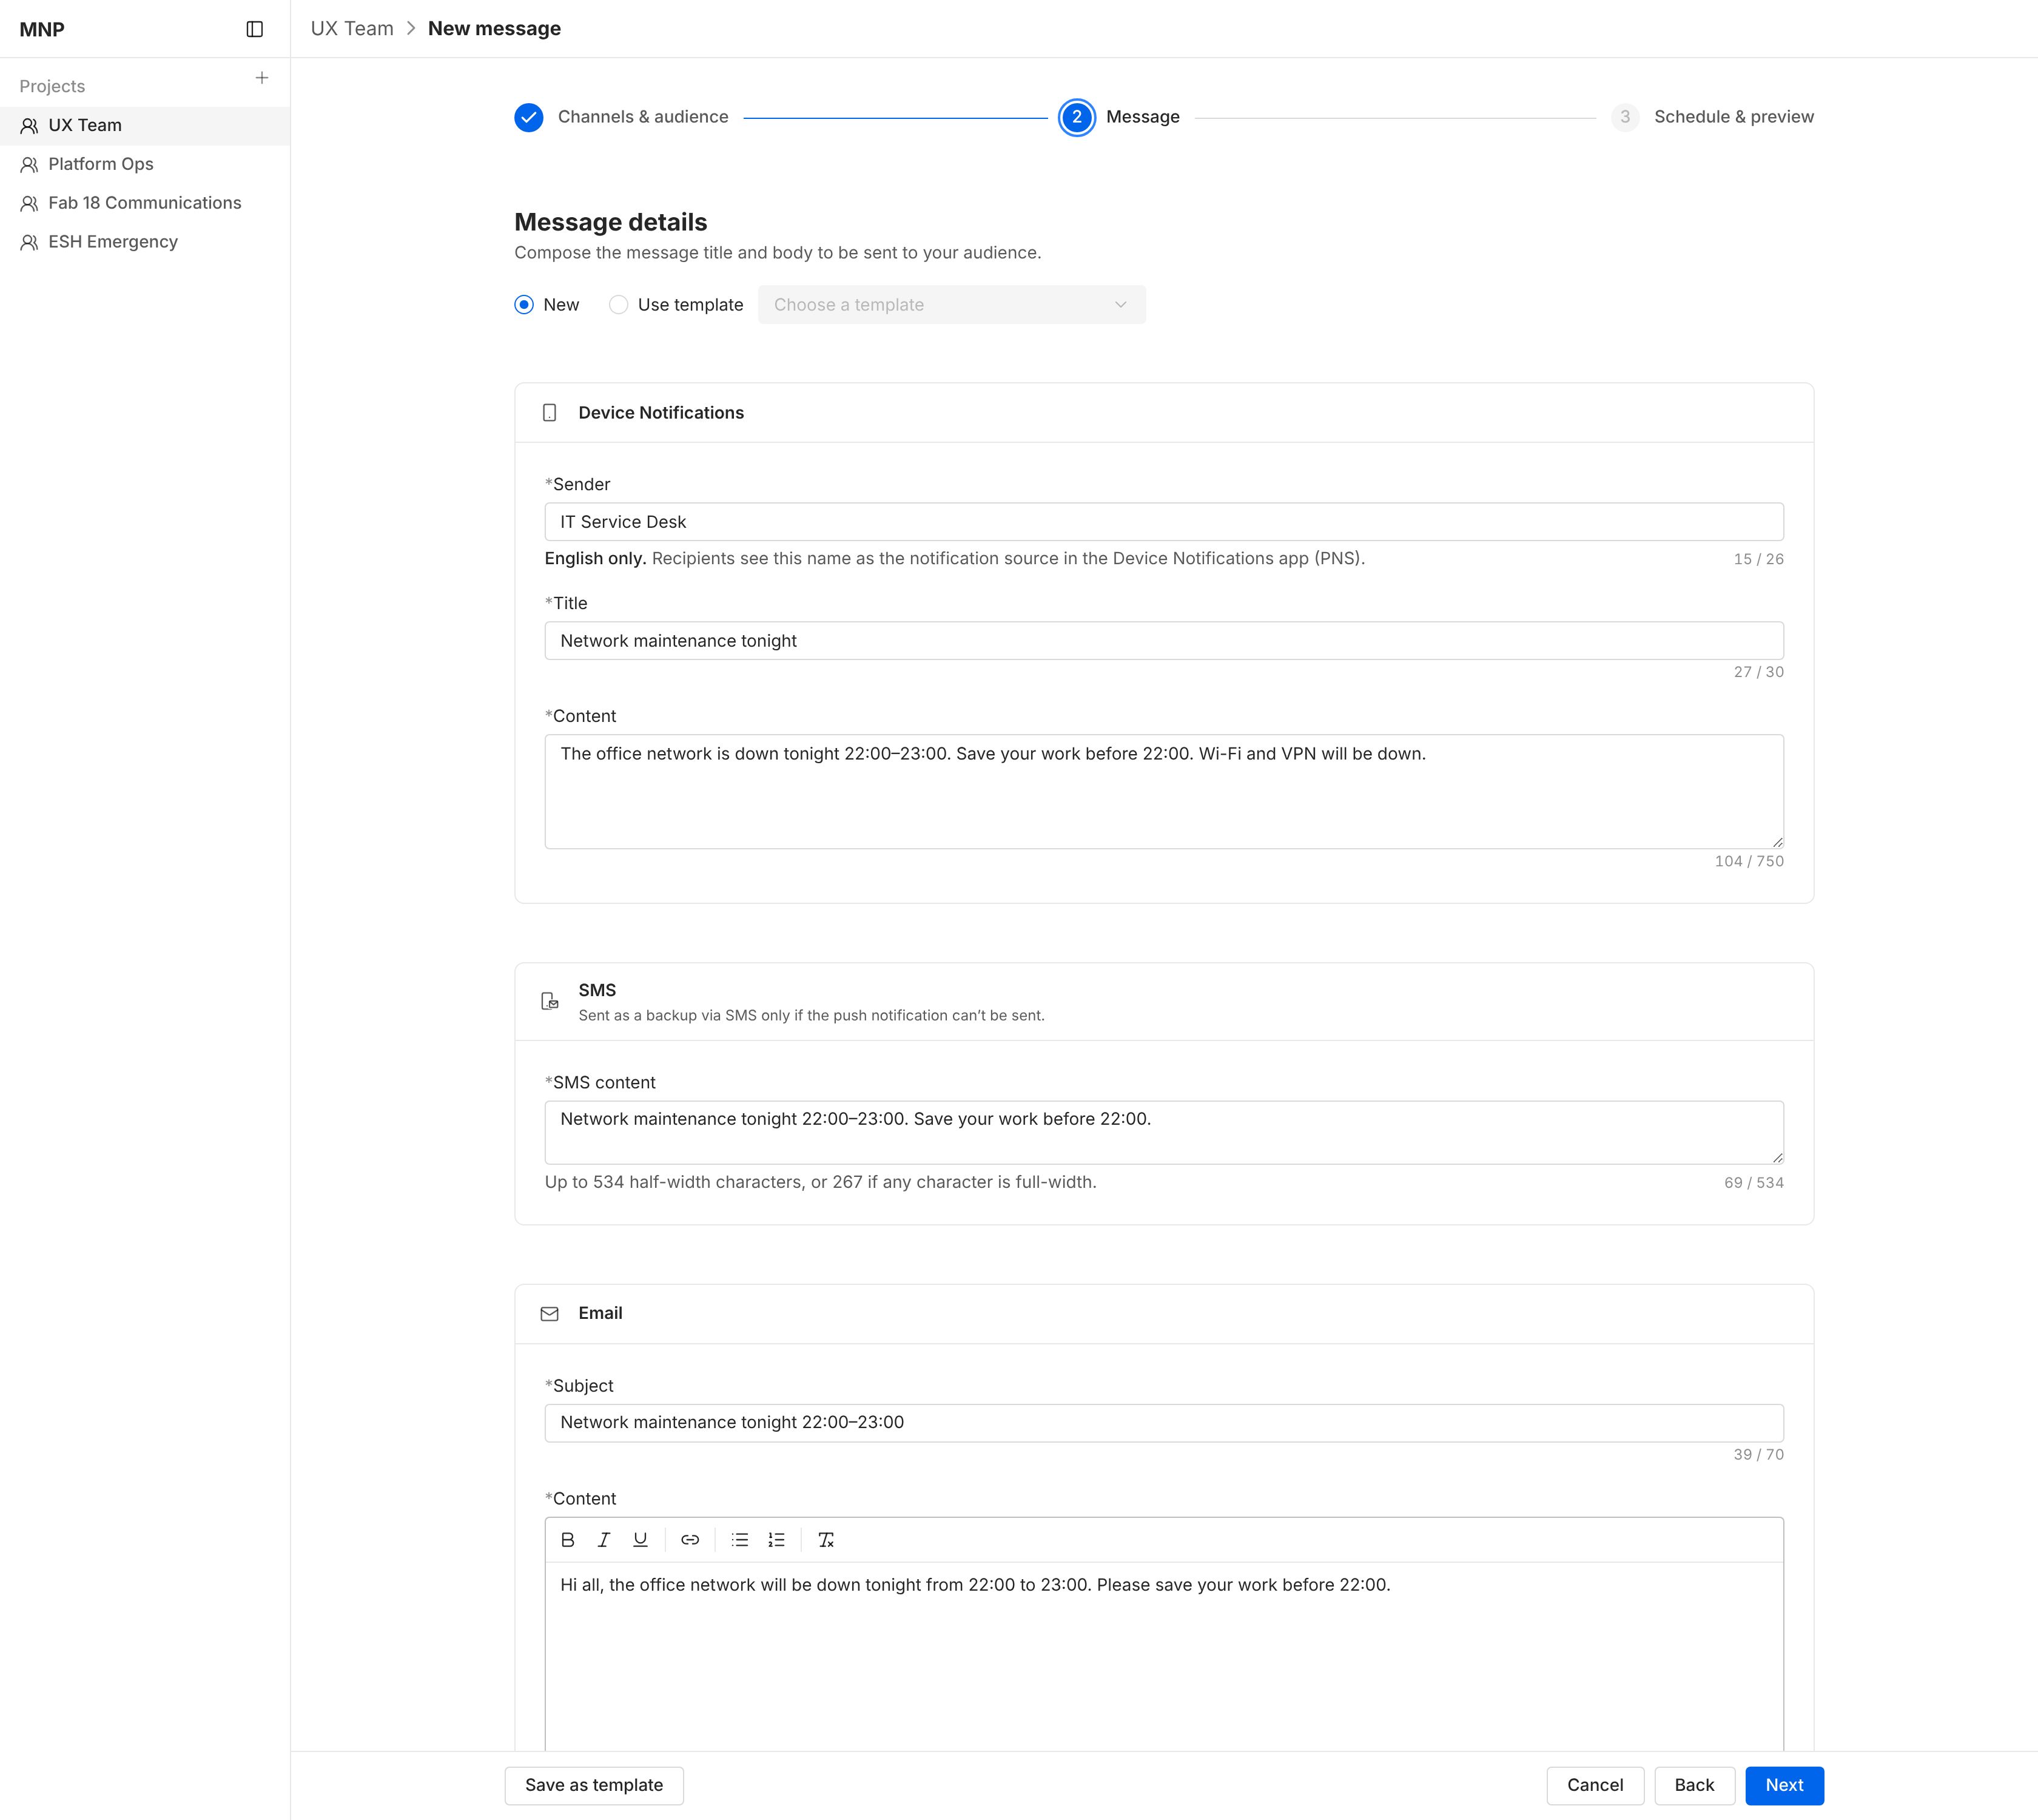 MNP
UX Team > New message
Projects
UX Team
Platform Ops
Fab 18 Communications
ESH Emergency
Channels & audience
2 Message
3 Schedule & preview
Message details
Compose the message title and body to be sent to your audience.
New Use template Choose a template
Device Notifications
*Sender
IT Service Desk
English only. Recipients see this name as the notification source in the Device Notifications app (PNS). 15 / 26
*Title
Network maintenance tonight
27 / 30
*Content
The office network is down tonight 22:00–23:00. Save your work before 22:00. Wi-Fi and VPN will be down.
104 / 750
SMS
Sent as a backup via SMS only if the push notification can’t be sent.
*SMS content
Network maintenance tonight 22:00–23:00. Save your work before 22:00.
Up to 534 half-width characters, or 267 if any character is full-width. 69 / 534
Email
*Subject
Network maintenance tonight 22:00–23:00
39 / 70
*Content
Hi all, the office network will be down tonight from 22:00 to 23:00. Please save your work before 22:00.
Save as template Cancel Back Next